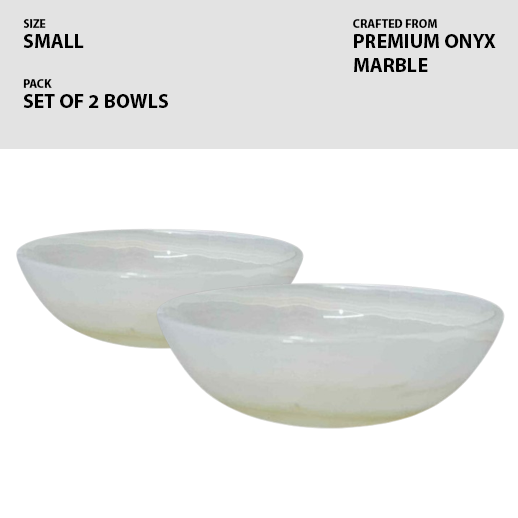 SIZE
SMALL
PACK
SET OF 2 BOWLS
CRAFTED FROM
PREMIUM ONYX
MARBLE